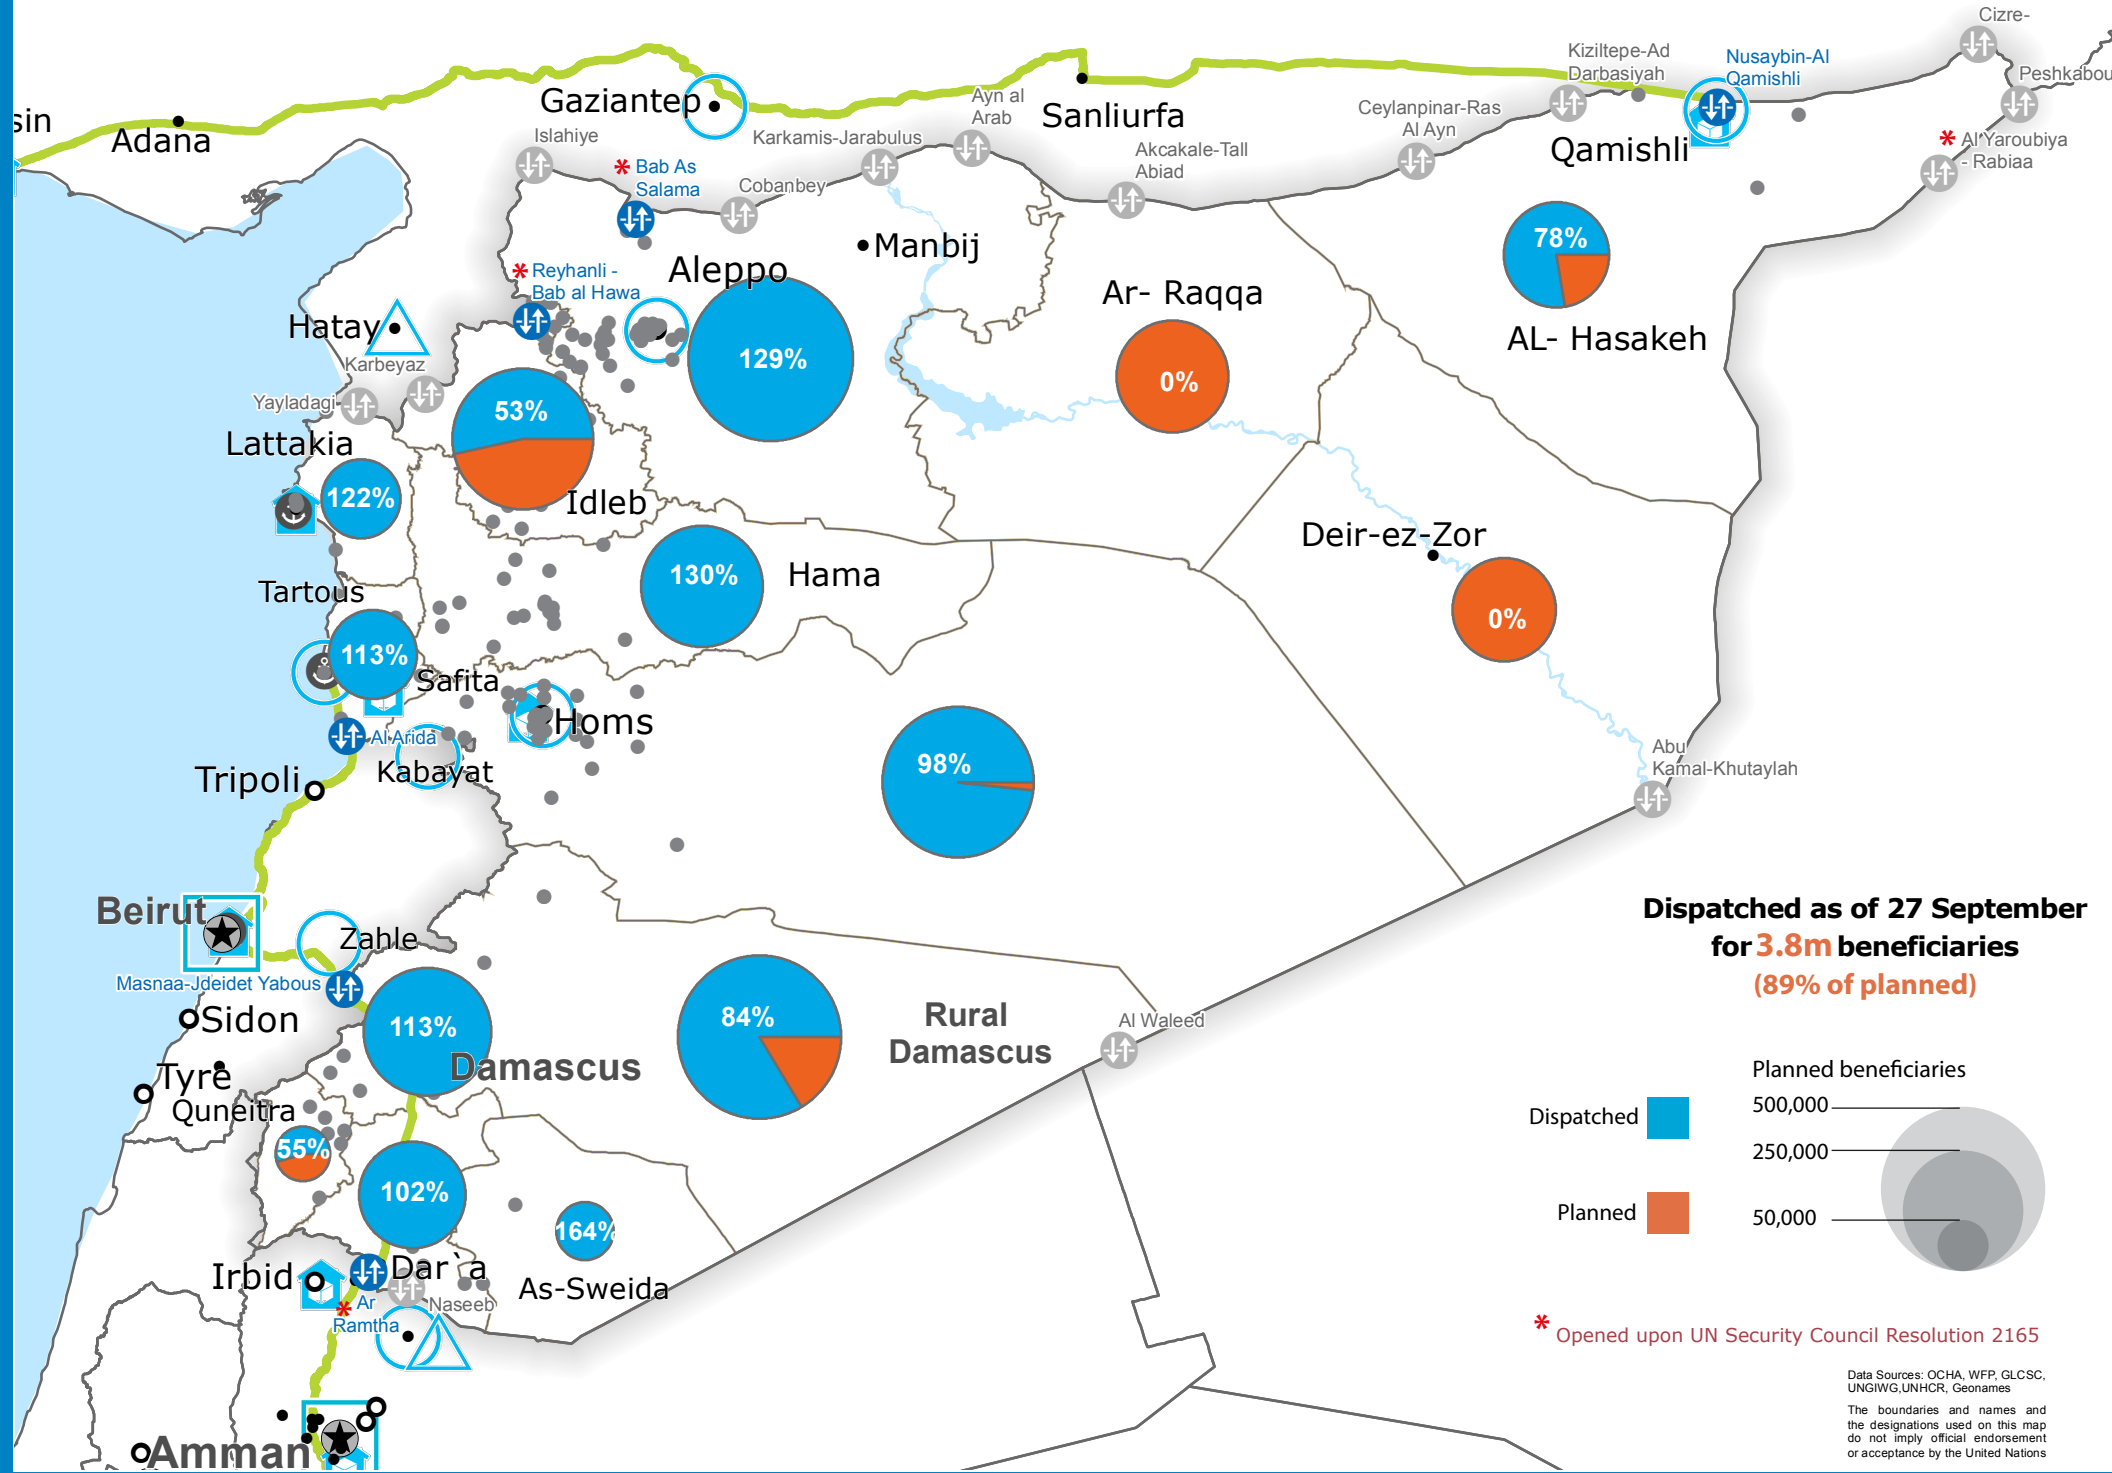 Cizre-
Kiziltepe-Ad
Darbasiyah
Nusaybin-Al
Qamishli
Peshkabou
Gaziantep
Ayn al
Arab
Sanliurfa
Ceylanpinar-Ras
Al Ayn
sin
Adana
Islahiye
Karkamis-Jarabulus
Qamishli
* Al Yaroubiya
- Rabiaa
* Bab As
Salama
Cobanbey
Akcakale-Tall
Abiad
Manbij
78%
* Reyhanli -
Bab al Hawa
Aleppo
Ar- Raqqa
AL- Hasakeh
Hatay
Karbeyaz
129%
0%
Yayladagi
53%
Lattakia
122%
Idleb
Deir-ez-Zor
130%
Hama
0%
Tartous
113%
Safita
Homs
Al Arida
Kabayat
98%
Tripoli
Abu
Kamal-Khutaylah
Beirut
Zahle
Masnaa-Jdeidet Yabous
Sidon
113%
Damascus
84%
Rural
Damascus
Al Waleed
Tyre
Quneitra
55%
102%
164%
Irbid
Dar`a
As-Sweida
* Ar
Ramtha
Naseeb
Amman
Dispatched as of 27 September
for 3.8m beneficiaries
(89% of planned)
Planned beneficiaries
500,000
Dispatched
250,000
Planned
50,000
* Opened upon UN Security Council Resolution 2165
Data Sources: OCHA, WFP, GLCSC,
UNGIWG,UNHCR, Geonames
The boundaries and names and
the designations used on this map
do not imply official endorsement
or acceptance by the United Nations